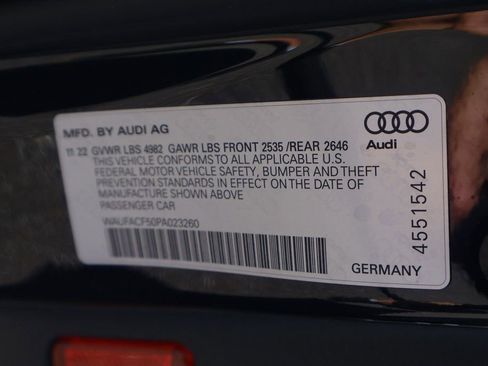 MFD. BY AUDI AG
11 22 GVWR LBS 4982 GAWR LBS FRONT 2535 /REAR 2646
THIS VEHICLE CONFORMS TO ALL APPLICABLE U.S.
FEDERAL MOTOR VEHICLE SAFETY, BUMPER AND THEFT
PREVENTION STANDARDS IN EFFECT ON THE DATE OF
MANUFACTURE SHOWN ABOVE
PASSENGER CAR
WAUFACF50PA023260
Audi
4551542
GERMANY